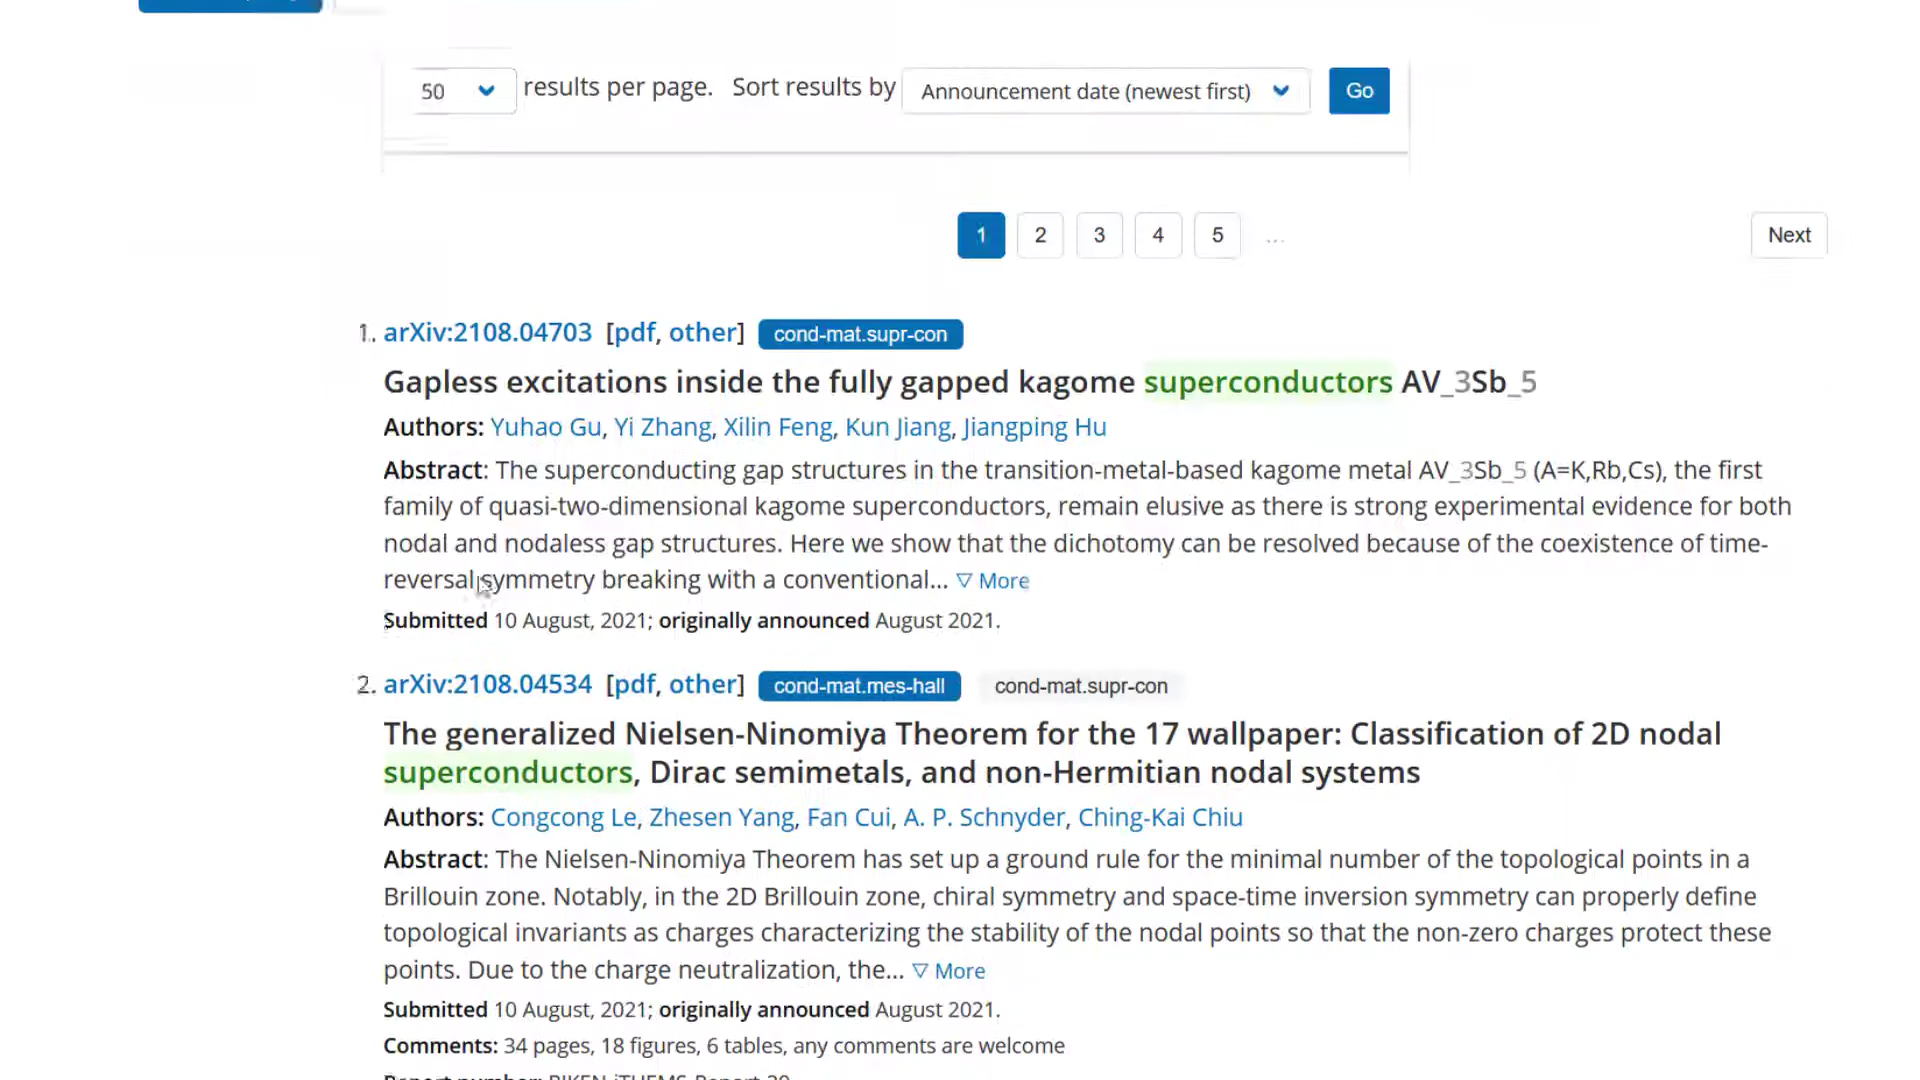 50 results per page. Sort results by Announcement date (newest first) Go
1 2 3 4 5 ... Next
1. arXiv:2108.04703 [pdf, other] cond-mat.supr-con
Gapless excitations inside the fully gapped kagome superconductors AV_3Sb_5
Authors: Yuhao Gu, Yi Zhang, Xilin Feng, Kun Jiang, Jiangping Hu
Abstract: The superconducting gap structures in the transition-metal-based kagome metal AV_3Sb_5 (A=K,Rb,Cs), the first
family of quasi-two-dimensional kagome superconductors, remain elusive as there is strong experimental evidence for both
nodal and nodaless gap structures. Here we show that the dichotomy can be resolved because of the coexistence of time-
reversal symmetry breaking with a conventional... ▽ More
Submitted 10 August, 2021; originally announced August 2021.
2. arXiv:2108.04534 [pdf, other] cond-mat.mes-hall cond-mat.supr-con
The generalized Nielsen-Ninomiya Theorem for the 17 wallpaper: Classification of 2D nodal
superconductors, Dirac semimetals, and non-Hermitian nodal systems
Authors: Congcong Le, Zhesen Yang, Fan Cui, A. P. Schnyder, Ching-Kai Chiu
Abstract: The Nielsen-Ninomiya Theorem has set up a ground rule for the minimal number of the topological points in a
Brillouin zone. Notably, in the 2D Brillouin zone, chiral symmetry and space-time inversion symmetry can properly define
topological invariants as charges characterizing the stability of the nodal points so that the non-zero charges protect these
points. Due to the charge neutralization, the... ▽ More
Submitted 10 August, 2021; originally announced August 2021.
Comments: 34 pages, 18 figures, 6 tables, any comments are welcome